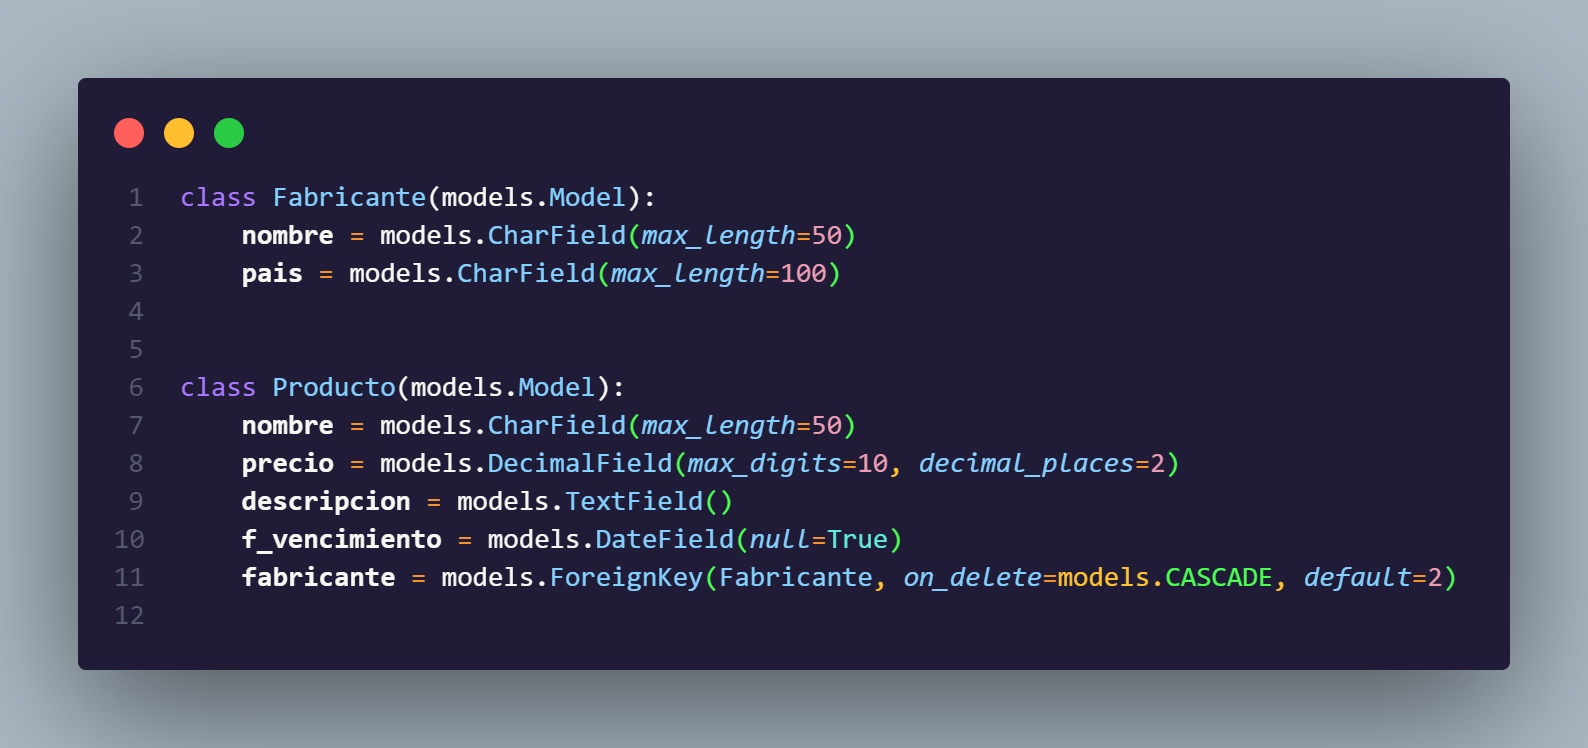 1 class Fabricante(models.Model):
2     nombre = models.CharField(max_length=50)
3     pais = models.CharField(max_length=100)
4
5
6 class Producto(models.Model):
7     nombre = models.CharField(max_length=50)
8     precio = models.DecimalField(max_digits=10, decimal_places=2)
9     descripcion = models.TextField()
10     f_vencimiento = models.DateField(null=True)
11     fabricante = models.ForeignKey(Fabricante, on_delete=models.CASCADE, default=2)
12